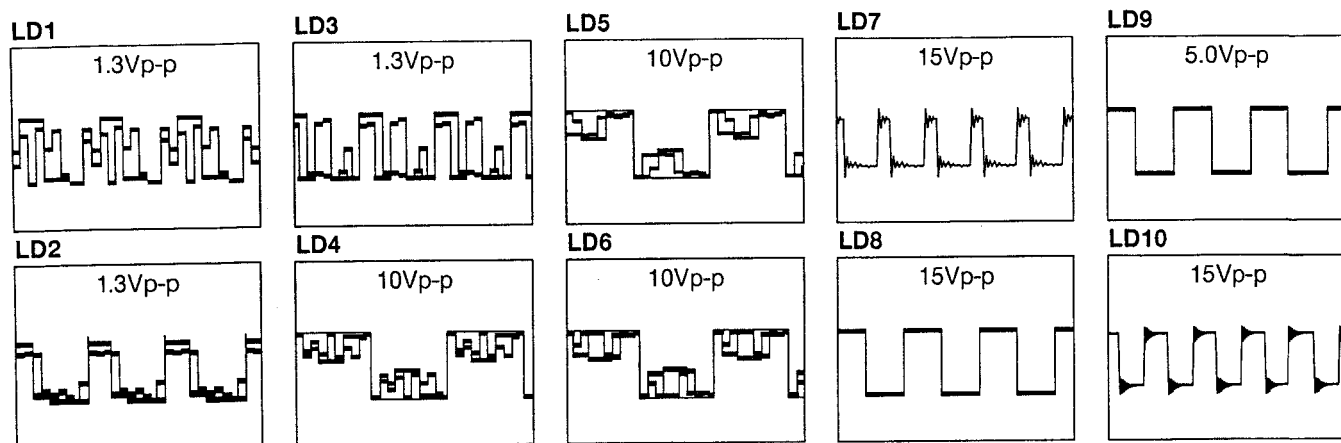 LD1
1.3Vp-p
LD3
1.3Vp-p
LD5
10Vp-p
LD7
15Vp-p
LD9
5.0Vp-p
LD2
1.3Vp-p
LD4
10Vp-p
LD6
10Vp-p
LD8
15Vp-p
LD10
15Vp-p